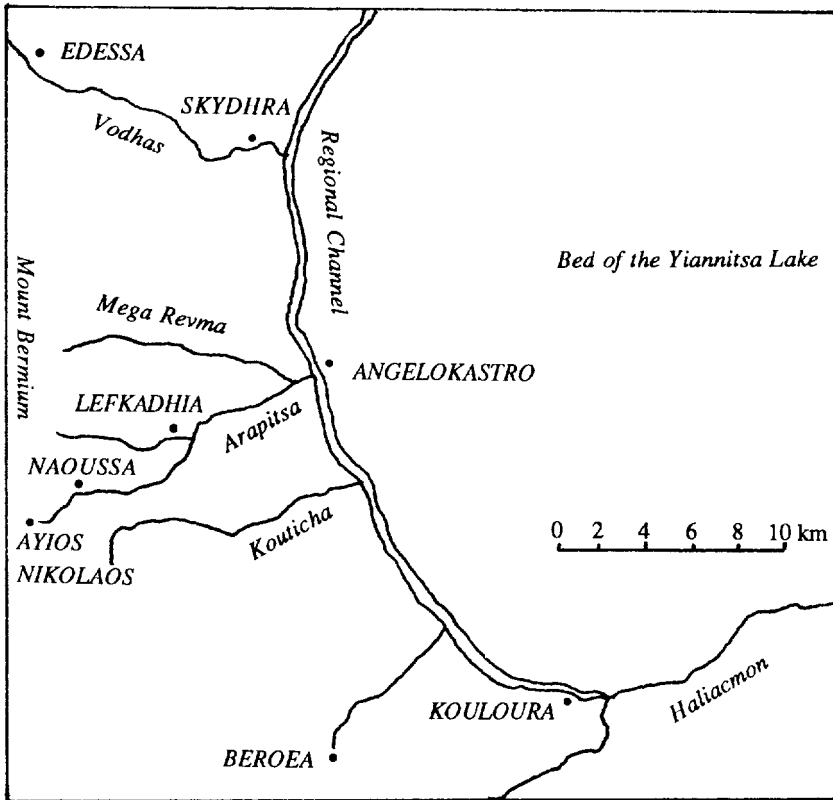 EDESSA
SKYDHRA
Vodhas
Regional Channel
Bed of the Yiannitsa Lake
Mount Bermium
Mega Revma
ANGELOKASTRO
LEFKADHIA
Arapitsa
NAOUSSA
AYIOS
NIKOLAOS
Kouticha
0 2 4 6 8 10 km
Haliacmon
KOULOURA
BEROEA